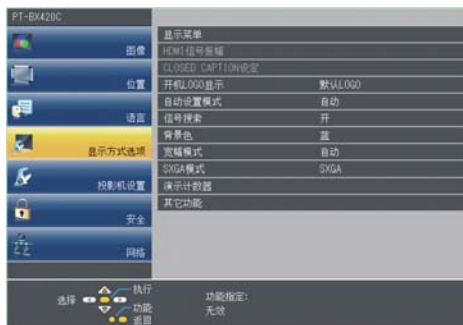 PT-BX420C
图像
位置
语言
显示方式选项
投影机设置
安全
网络
显示菜单
HDMI信号振幅
CLOSED CAPTION设定
开机LOGO显示 默认LOGO
自动设置模式 自动
信号搜索 开
背景色 蓝
宽幅模式 自动
SXGA模式 SXGA
演示计数器
其它功能
选择 执行
功能
返回
功能指定:
无效